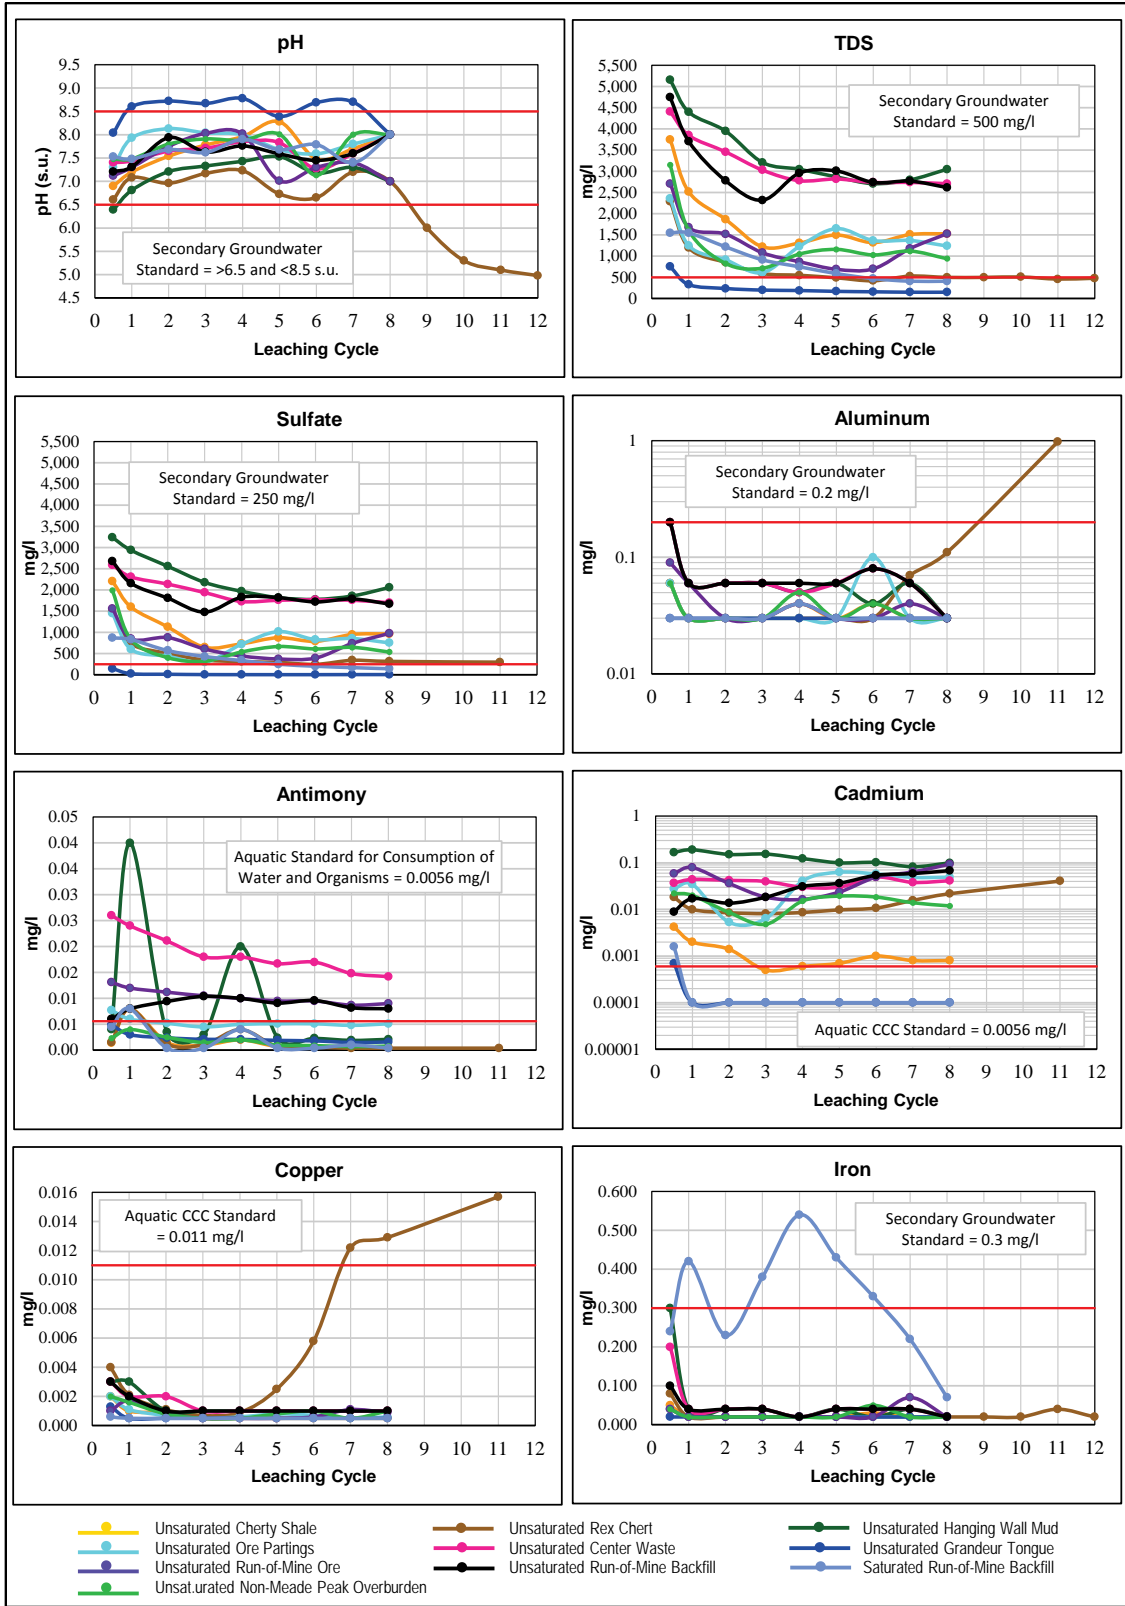 pH
9.5
9.0
8.5
8.0
7.5
7.0
6.5
6.0
5.5
5.0
4.5
pH (s.u.)
Secondary Groundwater
Standard = >6.5 and <8.5 s.u.
0 1 2 3 4 5 6 7 8 9 10 11 12
Leaching Cycle
TDS
5,500
5,000
4,500
4,000
3,500
3,000
2,500
2,000
1,500
1,000
500
0
mg/l
Secondary Groundwater
Standard = 500 mg/l
0 1 2 3 4 5 6 7 8 9 10 11 12
Leaching Cycle
Sulfate
5,500
5,000
4,500
4,000
3,500
3,000
2,500
2,000
1,500
1,000
500
0
mg/l
Secondary Groundwater
Standard = 250 mg/l
0 1 2 3 4 5 6 7 8 9 10 11 12
Leaching Cycle
Aluminum
1
0.1
0.01
mg/l
Secondary Groundwater
Standard = 0.2 mg/l
0 1 2 3 4 5 6 7 8 9 10 11 12
Leaching Cycle
Antimony
0.05
0.04
0.04
0.03
0.03
0.02
0.02
0.01
0.01
0.00
mg/l
Aquatic Standard for Consumption of
Water and Organisms = 0.0056 mg/l
0 1 2 3 4 5 6 7 8 9 10 11 12
Leaching Cycle
Cadmium
1
0.1
0.01
0.001
0.0001
0.00001
mg/l
Aquatic CCC Standard = 0.0056 mg/l
0 1 2 3 4 5 6 7 8 9 10 11 12
Leaching Cycle
Copper
0.016
0.014
0.012
0.010
0.008
0.006
0.004
0.002
0.000
mg/l
Aquatic CCC Standard
= 0.011 mg/l
0 1 2 3 4 5 6 7 8 9 10 11 12
Leaching Cycle
Iron
0.600
0.500
0.400
0.300
0.200
0.100
0.000
mg/l
Secondary Groundwater
Standard = 0.3 mg/l
0 1 2 3 4 5 6 7 8 9 10 11 12
Leaching Cycle
Unsaturated Cherty Shale
Unsaturated Rex Chert
Unsaturated Hanging Wall Mud
Unsaturated Ore Partings
Unsaturated Center Waste
Unsaturated Grandeur Tongue
Unsaturated Run-of-Mine Ore
Unsaturated Run-of-Mine Backfill
Saturated Run-of-Mine Backfill
Unsat.urated Non-Meade Peak Overburden